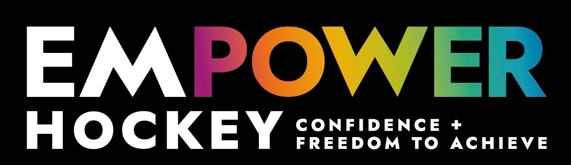 EMPOWER
HOCKEY
CONFIDENCE +
FREEDOM TO ACHIEVE